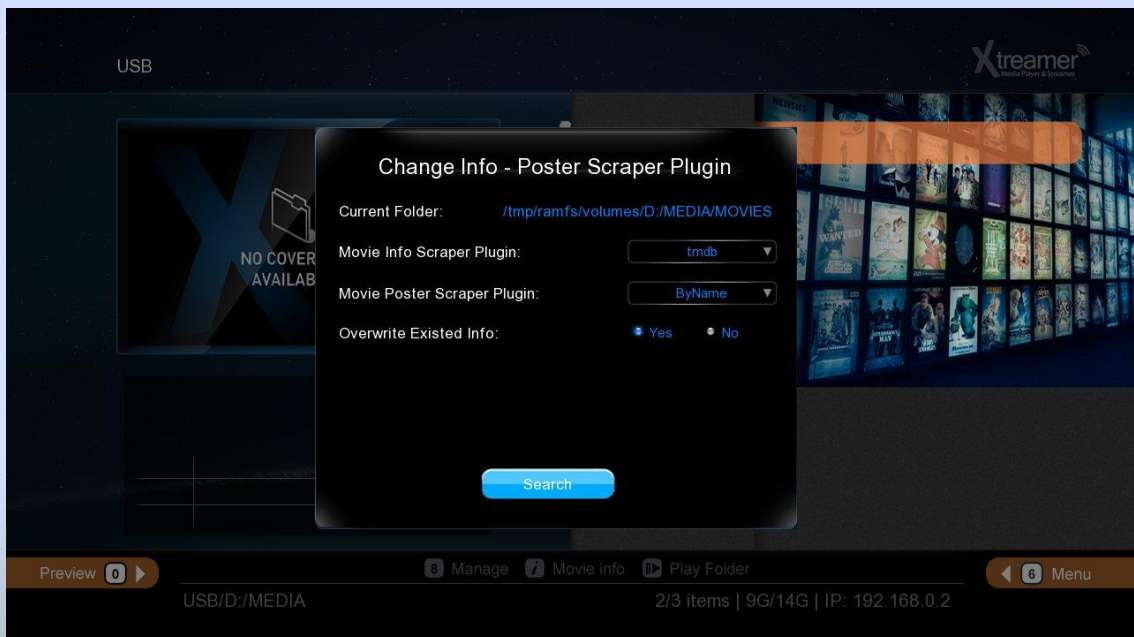 USB
Xtreamer
Media Player & Streamer
NEWSIES
WANTED
Change Info - Poster Scraper Plugin
Current Folder: /tmp/ramfs/volumes/D:/MEDIA/MOVIES
NO COVER
AVAILAB
Movie Info Scraper Plugin: tmdb
Movie Poster Scraper Plugin: ByName
Overwrite Existed Info: Yes No
Search
Preview 0
8 Manage i Movie info Play Folder
6 Menu
USB/D:/MEDIA
2/3 items | 9G/14G | IP: 192.168.0.2